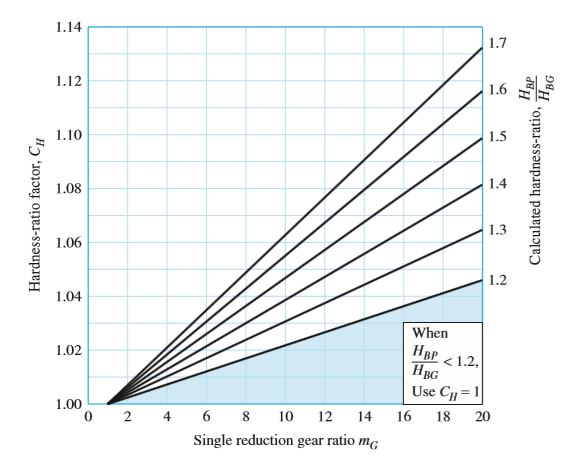 1.14
1.12
1.10
1.08
1.06
1.04
1.02
1.00
Hardness-ratio factor, C_H
0 2 4 6 8 10 12 14 16 18 20
Single reduction gear ratio m_G
1.7
1.6
1.5
1.4
1.3
1.2
Calculated hardness-ratio, H_BP / H_BG
When
H_BP / H_BG < 1.2,
Use C_H = 1